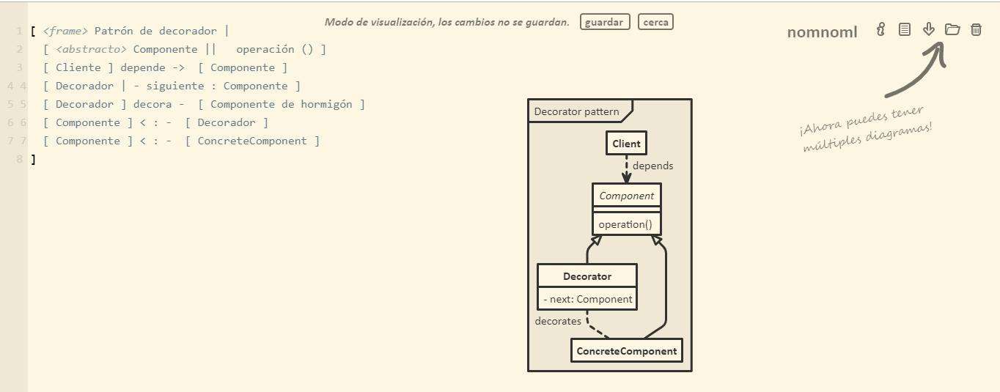 Modo de visualización, los cambios no se guardan. guardar cerca
nomnoml
1 [ <frame> Patrón de decorador |
2 [ <abstracto> Componente || operación () ]
3 [ Cliente ] depende -> [ Componente ]
4 4 [ Decorador | - siguiente : Componente ]
5 5 [ Decorador ] decora - [ Componente de hormigón ]
6 6 [ Componente ] < : - [ Decorador ]
7 7 [ Componente ] < : - [ ConcreteComponent ]
8 ]
¡Ahora puedes tener
múltiples diagramas!
Decorator pattern
Client
depends
Component
operation()
Decorator
- next: Component
decorates
ConcreteComponent